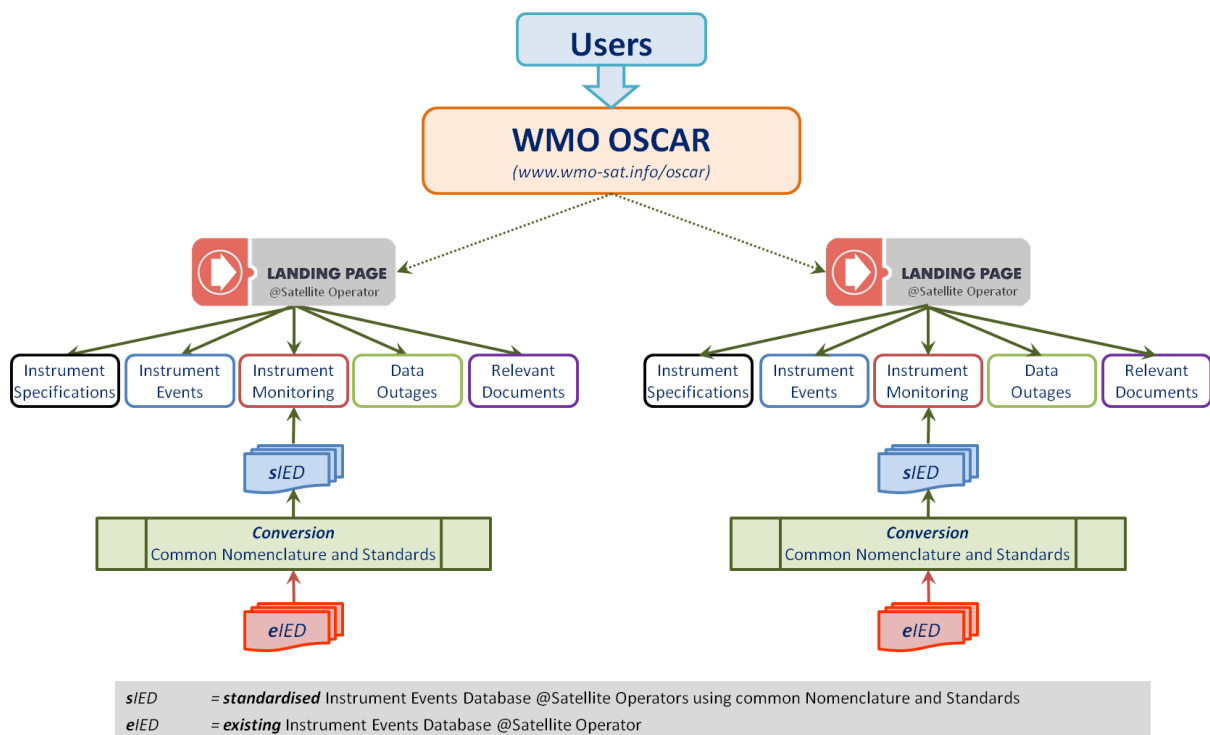 Users
WMO OSCAR
(www.wmo-sat.info/oscar)
LANDING PAGE
@Satellite Operator
LANDING PAGE
@Satellite Operator
Instrument
Specifications
Instrument
Events
Instrument
Monitoring
Data
Outages
Relevant
Documents
Instrument
Specifications
Instrument
Events
Instrument
Monitoring
Data
Outages
Relevant
Documents
sIED
sIED
Conversion
Common Nomenclature and Standards
Conversion
Common Nomenclature and Standards
eIED
eIED
sIED = standardised Instrument Events Database @Satellite Operators using common Nomenclature and Standards
eIED = existing Instrument Events Database @Satellite Operator